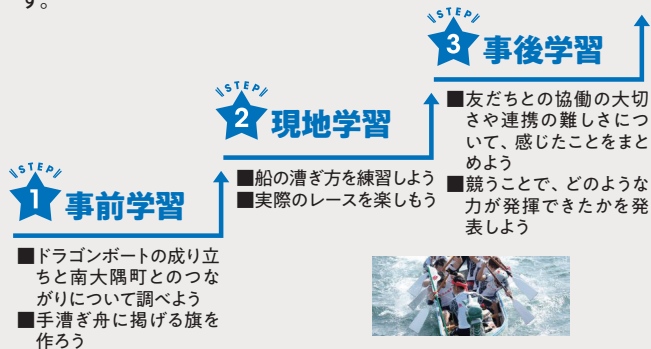 す。
STEP
1 事前学習
■ドラゴンボートの成り立
ちと南大隅町とのつな
がりについて調べよう
■手漕ぎ舟に掲げる旗を
作ろう
STEP
2 現地学習
■船の漕ぎ方を練習しよう
■実際のレースを楽しもう
STEP
3 事後学習
■友だちとの協働の大切
さや連携の難しさにつ
いて、感じたことをまと
めよう
■競うことで、どのような
力が発揮できたかを発
表しよう